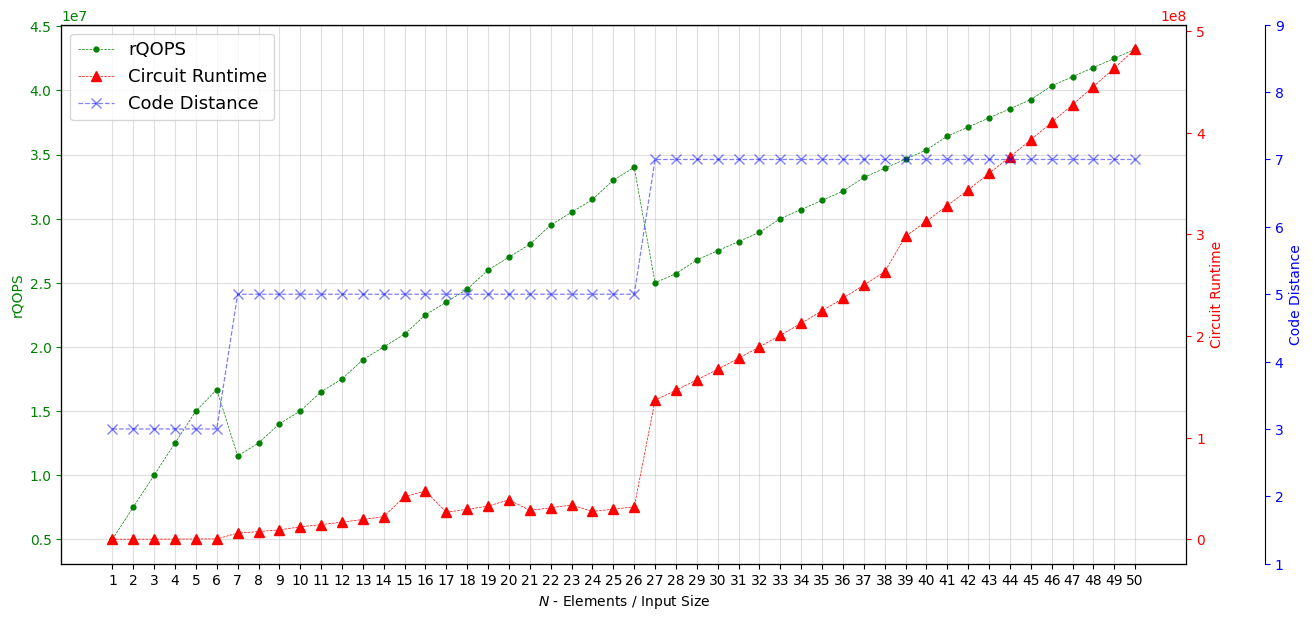 1e7
1e8
4.5
4.0
3.5
3.0
2.5
2.0
1.5
1.0
0.5
rQOPS
rQOPS
Circuit Runtime
Code Distance
5
4
3
2
1
0
Circuit Runtime
9
8
7
6
5
4
3
2
1
Code Distance
1 2 3 4 5 6 7 8 9 10 11 12 13 14 15 16 17 18 19 20 21 22 23 24 25 26 27 28 29 30 31 32 33 34 35 36 37 38 39 40 41 42 43 44 45 46 47 48 49 50
N - Elements / Input Size